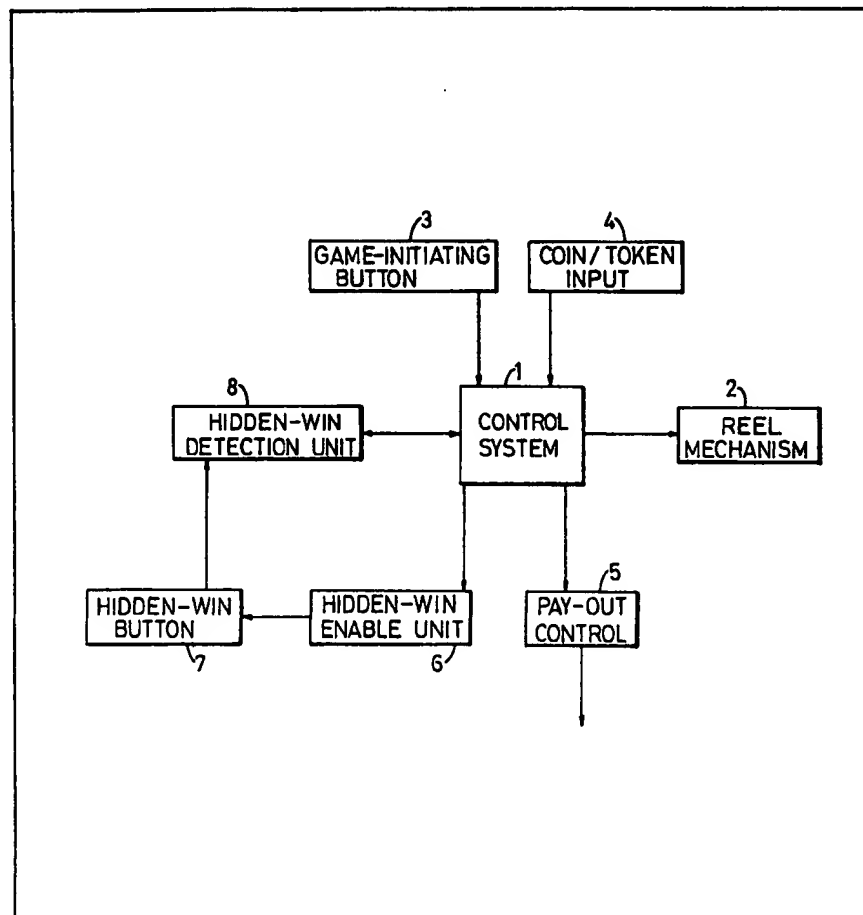 3
GAME-INITIATING
BUTTON
4
COIN/TOKEN
INPUT
1
CONTROL
SYSTEM
2
REEL
MECHANISM
8
HIDDEN-WIN
DETECTION UNIT
HIDDEN-WIN
BUTTON
7
HIDDEN-WIN
ENABLE UNIT
6
5
PAY-OUT
CONTROL